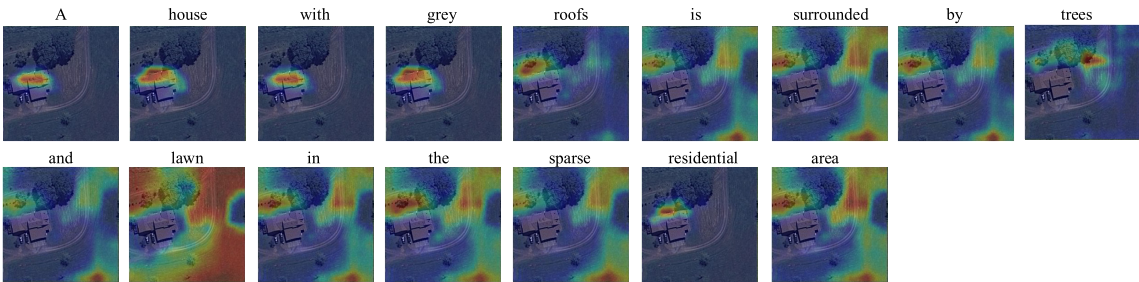 A house with grey roofs is surrounded by trees
and lawn in the sparse residential area